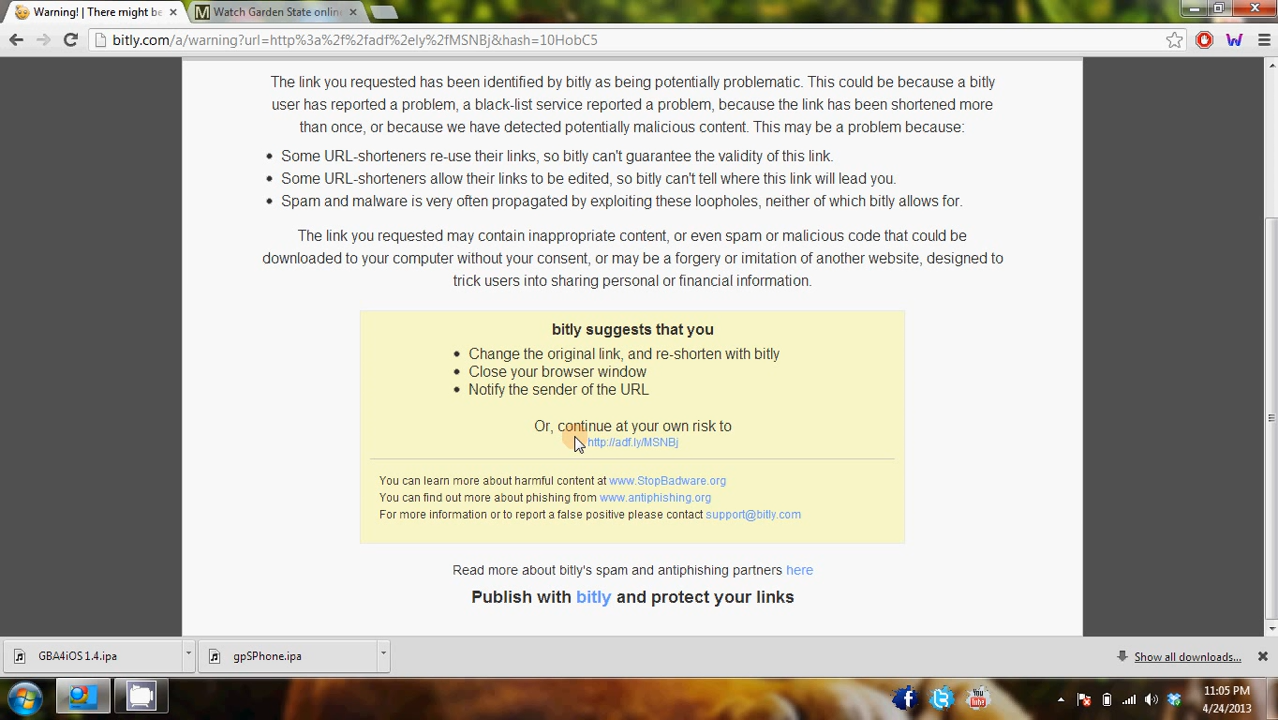 Warning! | There might be
Watch Garden State online
bitly.com/a/warning?url=http%3a%2f%2fadf%2ely%2fMSNBj&hash=10HobC5
The link you requested has been identified by bitly as being potentially problematic. This could be because a bitly
user has reported a problem, a black-list service reported a problem, because the link has been shortened more
than once, or because we have detected potentially malicious content. This may be a problem because:
• Some URL-shorteners re-use their links, so bitly can't guarantee the validity of this link.
• Some URL-shorteners allow their links to be edited, so bitly can't tell where this link will lead you.
• Spam and malware is very often propagated by exploiting these loopholes, neither of which bitly allows for.
The link you requested may contain inappropriate content, or even spam or malicious code that could be
downloaded to your computer without your consent, or may be a forgery or imitation of another website, designed to
trick users into sharing personal or financial information.
bitly suggests that you
• Change the original link, and re-shorten with bitly
• Close your browser window
• Notify the sender of the URL
Or, continue at your own risk to
http://adf.ly/MSNBj
You can learn more about harmful content at www.StopBadware.org
You can find out more about phishing from www.antiphishing.org
For more information or to report a false positive please contact support@bitly.com
Read more about bitly's spam and antiphishing partners here
Publish with bitly and protect your links
GBA4iOS 1.4.ipa
gpSPhone.ipa
Show all downloads...
11:05 PM
4/24/2013